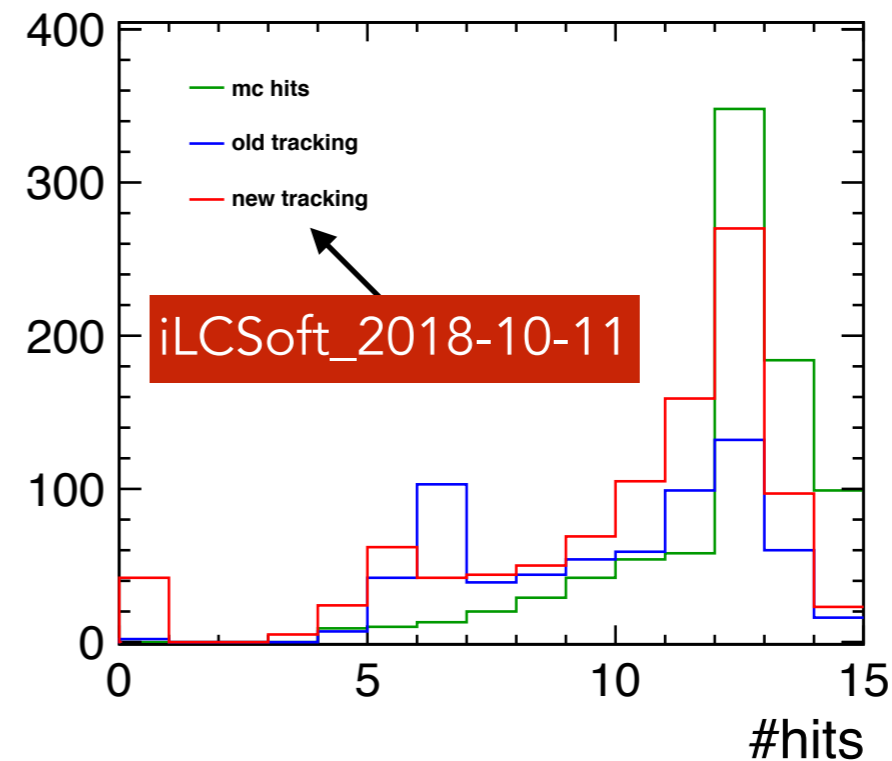 400
300
200
100
0
mc hits
old tracking
new tracking
iLCSoft_2018-10-11
0 5 10 15
#hits